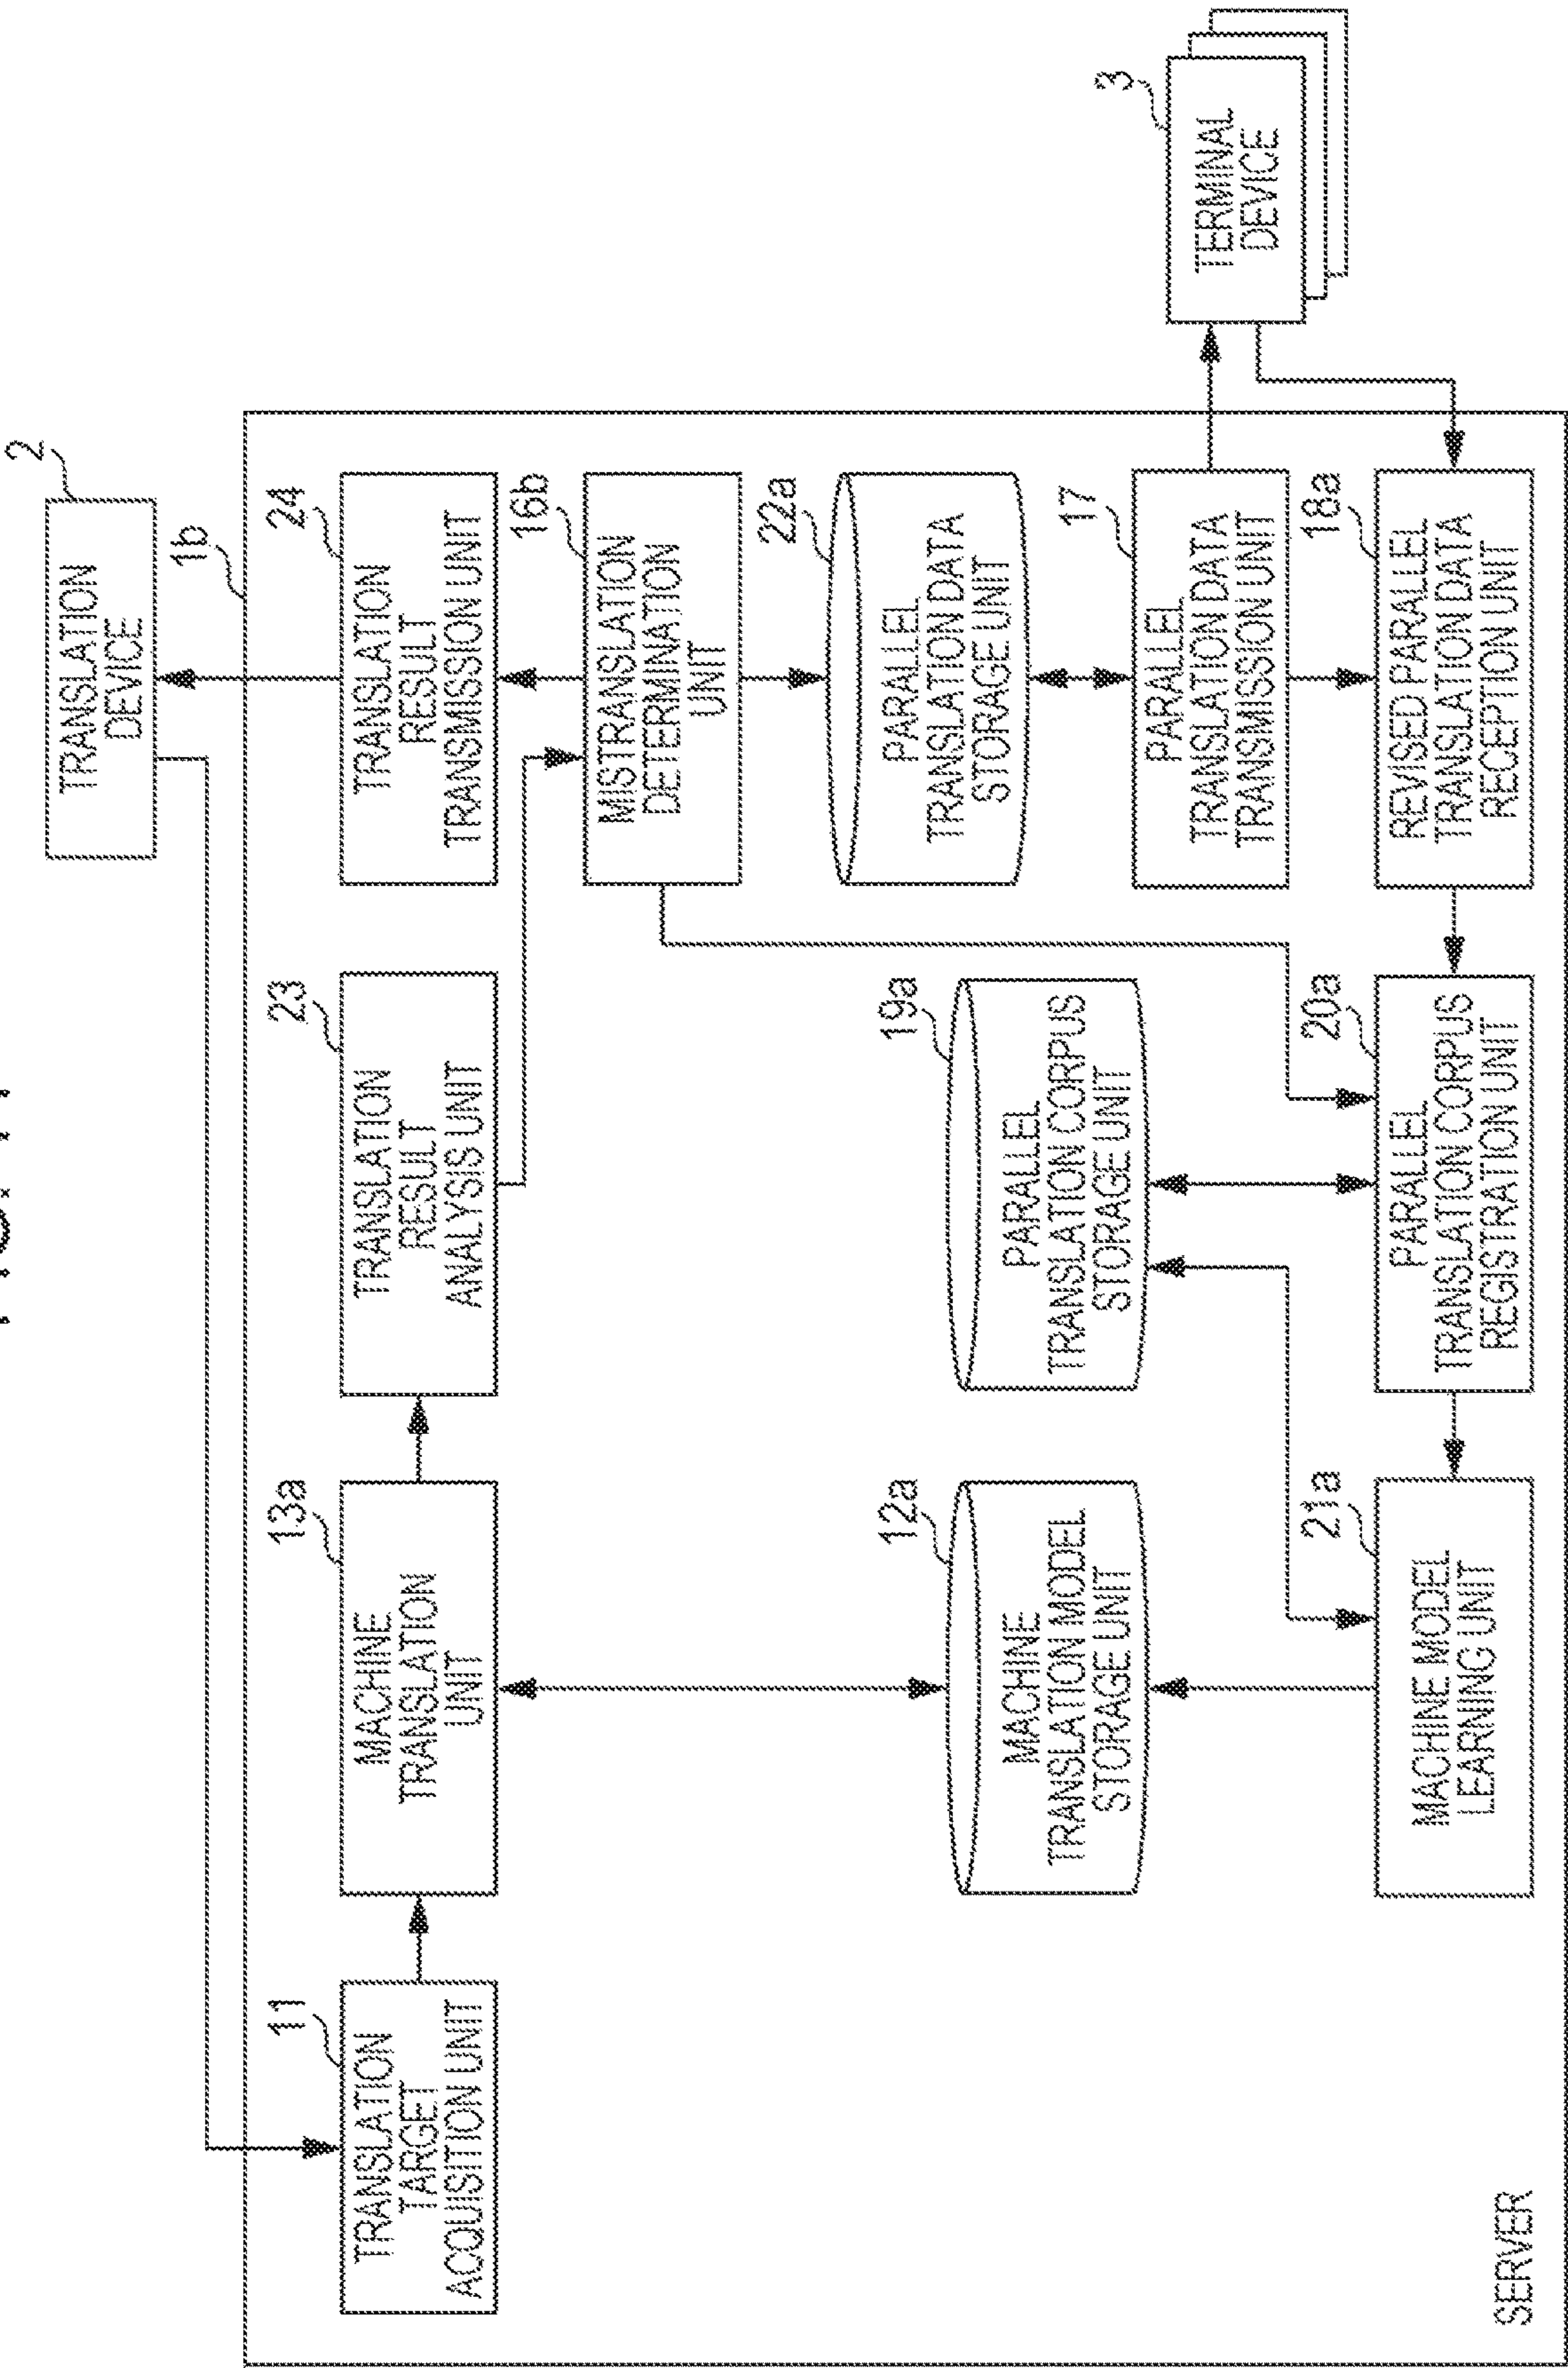 2
TRANSLATION
DEVICE
1b
11
TRANSLATION
TARGET
ACQUISITION UNIT
13a
MACHINE
TRANSLATION
UNIT
23
TRANSLATION
RESULT
ANALYSIS UNIT
24
TRANSLATION
RESULT
TRANSMISSION UNIT
16b
MISTRANSLATION
DETERMINATION
UNIT
22a
PARALLEL
TRANSLATION DATA
STORAGE UNIT
12a
MACHINE
TRANSLATION MODEL
STORAGE UNIT
19a
PARALLEL
TRANSLATION CORPUS
STORAGE UNIT
17
PARALLEL
TRANSLATION DATA
TRANSMISSION UNIT
3
TERMINAL
DEVICE
21a
MACHINE MODEL
LEARNING UNIT
20a
PARALLEL
TRANSLATION CORPUS
REGISTRATION UNIT
18a
REVISED PARALLEL
TRANSLATION DATA
RECEPTION UNIT
SERVER